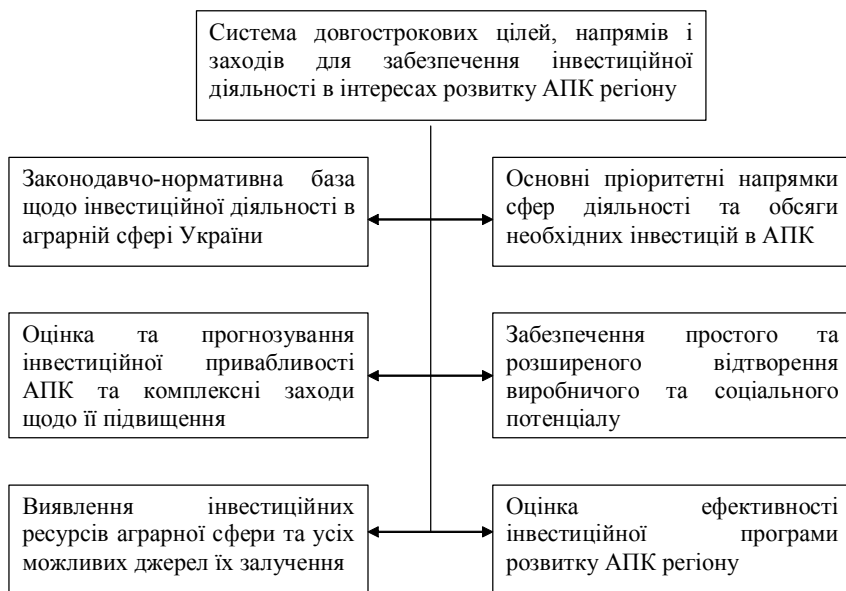 Система довгострокових цілей, напрямів і
заходів для забезпечення інвестиційної
діяльності в інтересах розвитку АПК регіону
Законодавчо-нормативна база
щодо інвестиційної діяльності в
аграрній сфері України
Основні пріоритетні напрямки
сфер діяльності та обсяги
необхідних інвестицій в АПК
Оцінка та прогнозування
інвестиційної привабливості
АПК та комплексні заходи
щодо її підвищення
Забезпечення простого та
розширеного відтворення
виробничого та соціального
потенціалу
Виявлення інвестиційних
ресурсів аграрної сфери та усіх
можливих джерел їх залучення
Оцінка ефективності
інвестиційної програми
розвитку АПК регіону